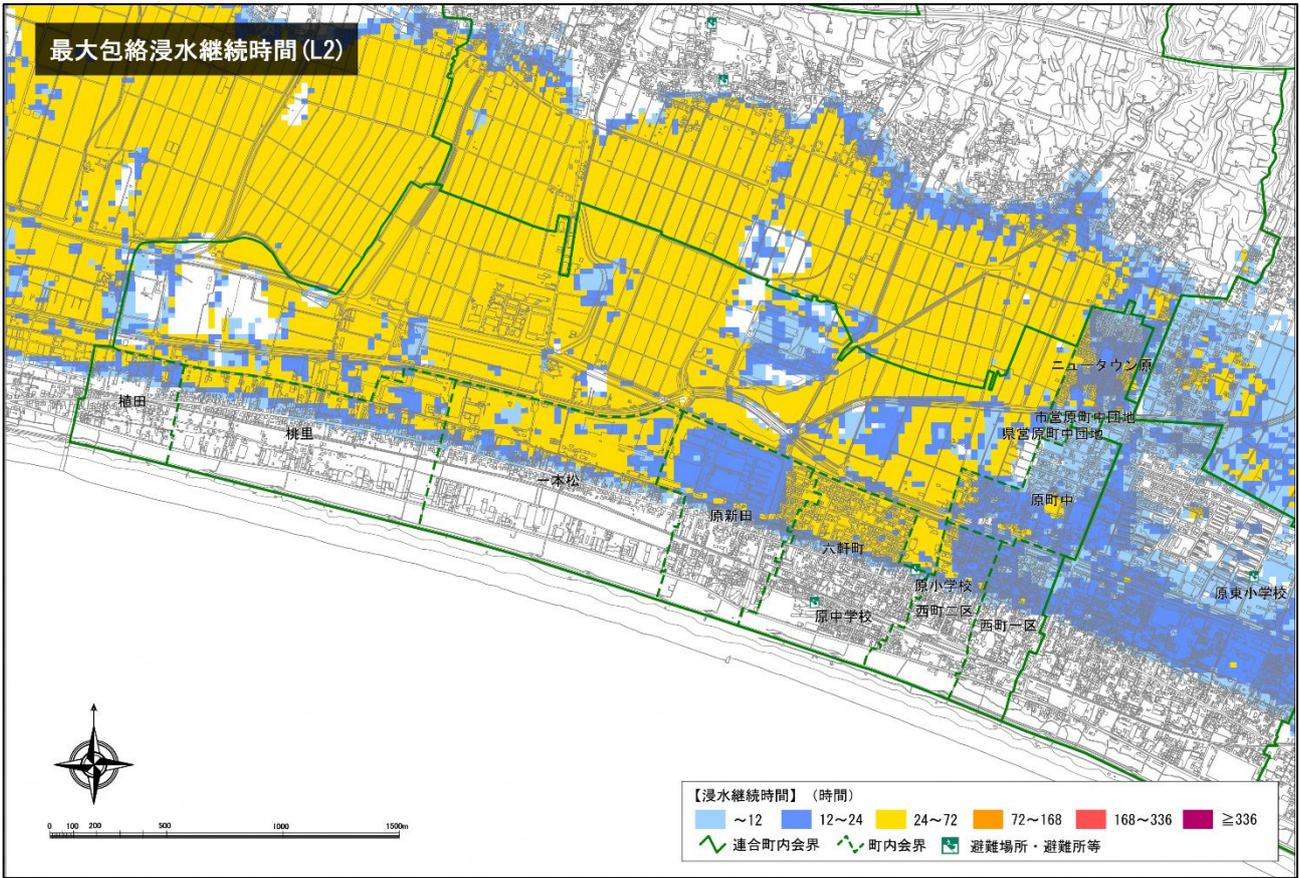 最大包絡浸水継続時間(L2)
ニュータウン原
市営原町中団地
県営原町中団地
植田
桃里
一本松
原町中
原新田
六軒町
原小学校
原東小学校
原中学校
西町二区
西町一区
0 100 200 500 1000 1500m
【浸水継続時間】（時間）
～12 12～24 24～72 72～168 168～336 ≧336
連合町内会界 町内会界 避難場所・避難所等